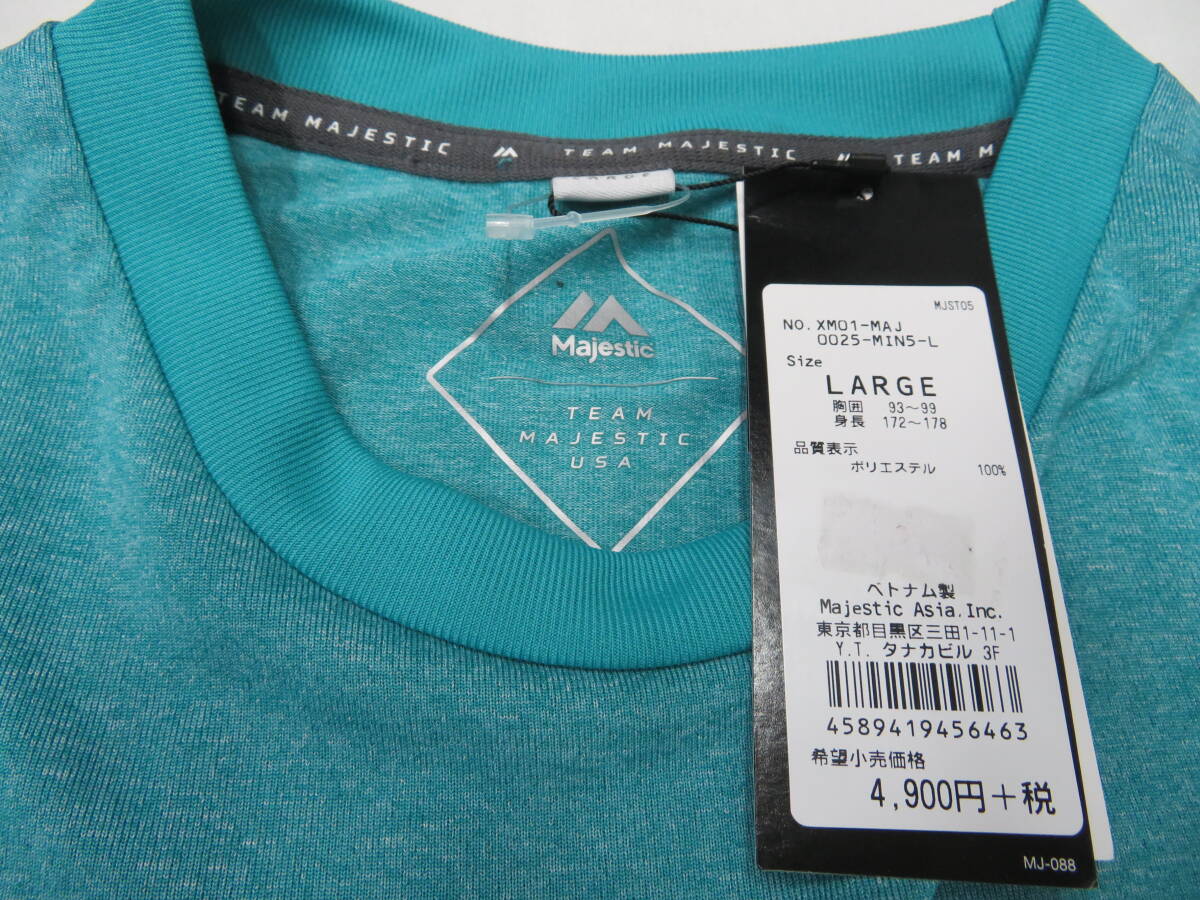 TEAM MAJESTIC
TEAM MAJESTIC
TEAM MAJESTIC
LARGE
Majestic
TEAM
MAJESTIC
USA
MJST05
NO. XM01-MAJ
0025-MIN5-L
Size
LARGE
胸囲 93～99
身長 172～178
品質表示
ポリエステル 100%
ベトナム製
Majestic Asia.Inc.
東京都目黒区三田1-11-1
Y.T. タナカビル 3F
4589419456463
希望小売価格
4,900円+税
MJ-088